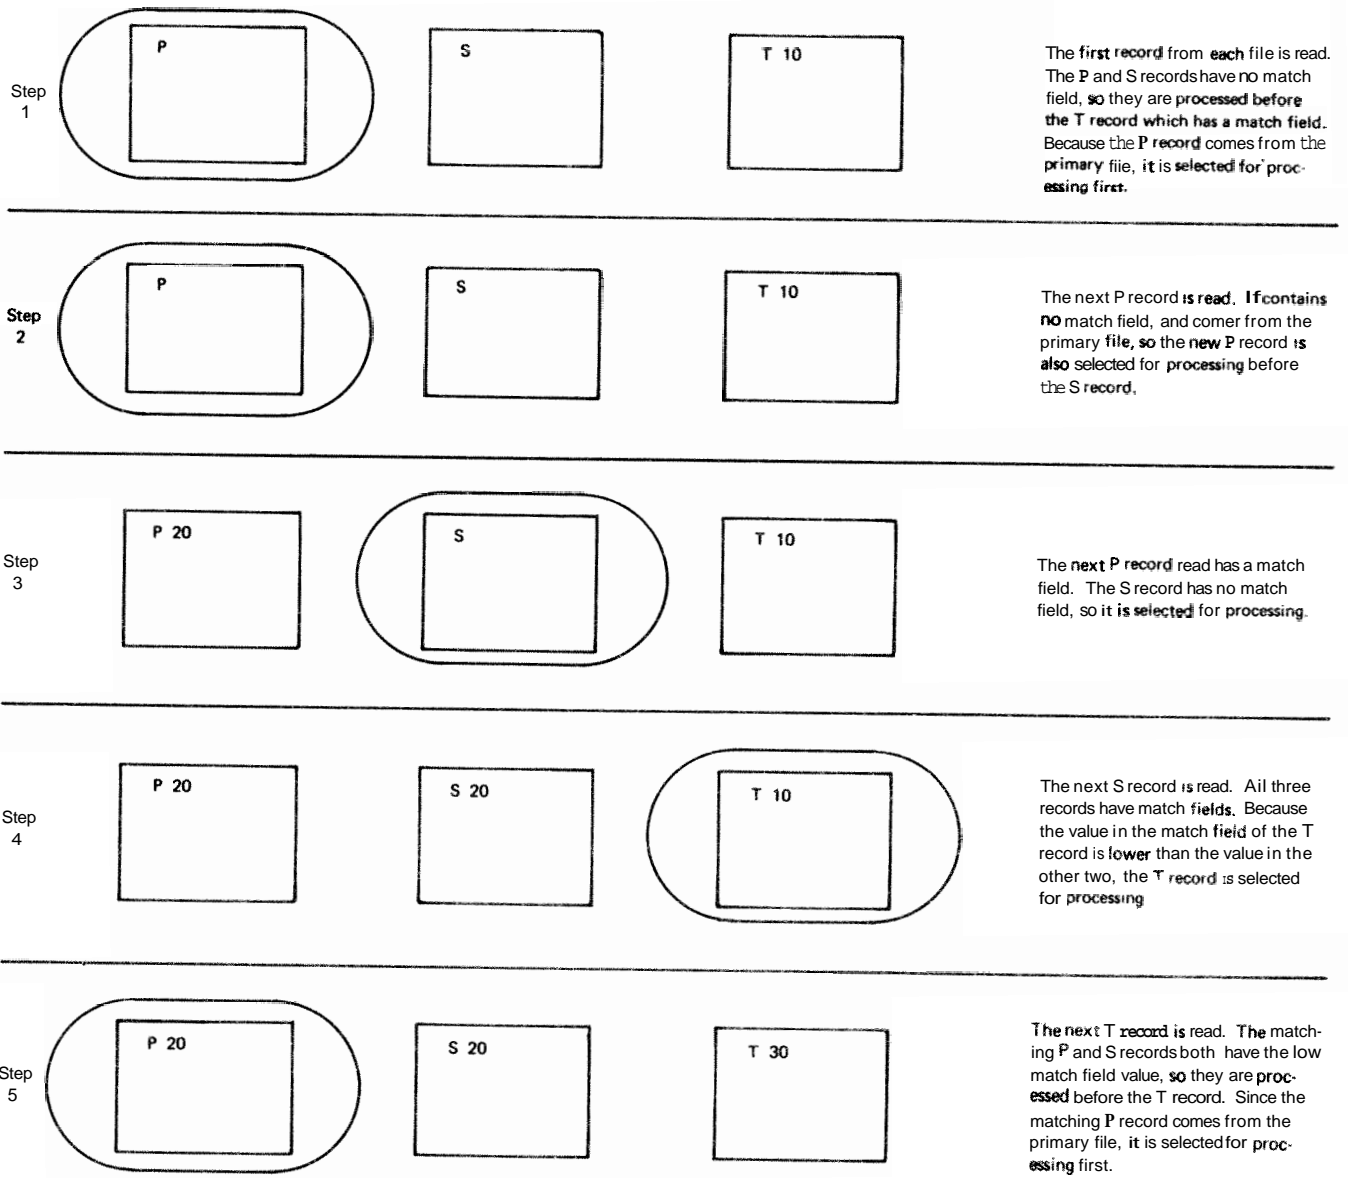 Step
1
P
S
T 10
The first record from each file is read.
The P and S records have no match
field, so they are processed before
the T record which has a match field.
Because the P record comes from the
primary fiie, it is selected for proc-
essing first.
Step
2
P
S
T 10
The next P record is read. If contains
no match field, and comer from the
primary file, so the new P record is
also selected for processing before
the S record.
Step
3
P 20
S
T 10
The next P record read has a match
field. The S record has no match
field, so it is selected for processing.
Step
4
P 20
S 20
T 10
The next S record is read. Ail three
records have match fields. Because
the value in the match field of the T
record is lower than the value in the
other two, the T record is selected
for processing
Step
5
P 20
S 20
T 30
The next T record is read. The match-
ing P and S records both have the low
match field value, so they are proc-
essed before the T record. Since the
matching P record comes from the
primary file, it is selected for proc-
essing first.